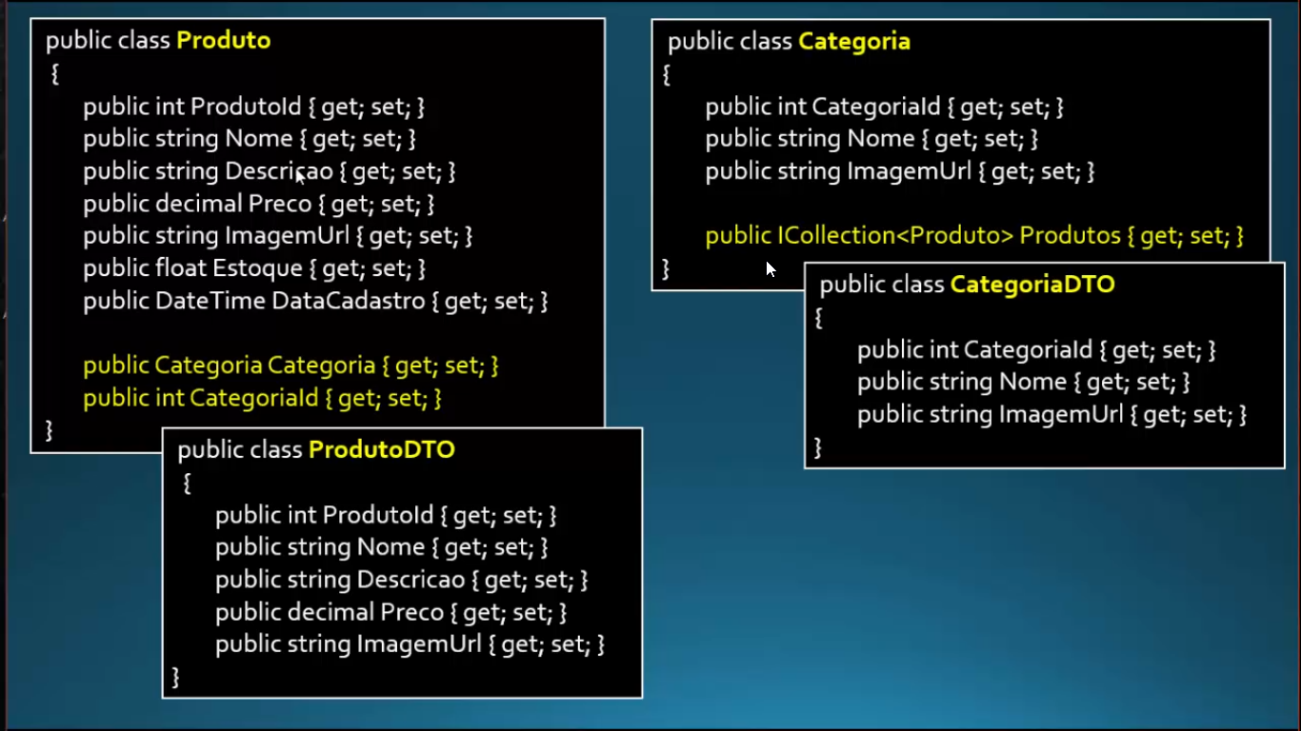 public class Produto
{
public int ProdutoId { get; set; }
public string Nome { get; set; }
public string Descricao { get; set; }
public decimal Preco { get; set; }
public string ImagemUrl { get; set; }
public float Estoque { get; set; }
public DateTime DataCadastro { get; set; }
public Categoria Categoria { get; set; }
public int CategoriaId { get; set; }
}
public class ProdutoDTO
{
public int ProdutoId { get; set; }
public string Nome { get; set; }
public string Descricao { get; set; }
public decimal Preco { get; set; }
public string ImagemUrl { get; set; }
}
public class Categoria
{
public int CategoriaId { get; set; }
public string Nome { get; set; }
public string ImagemUrl { get; set; }
public ICollection<Produto> Produtos { get; set; }
}
public class CategoriaDTO
{
public int CategoriaId { get; set; }
public string Nome { get; set; }
public string ImagemUrl { get; set; }
}